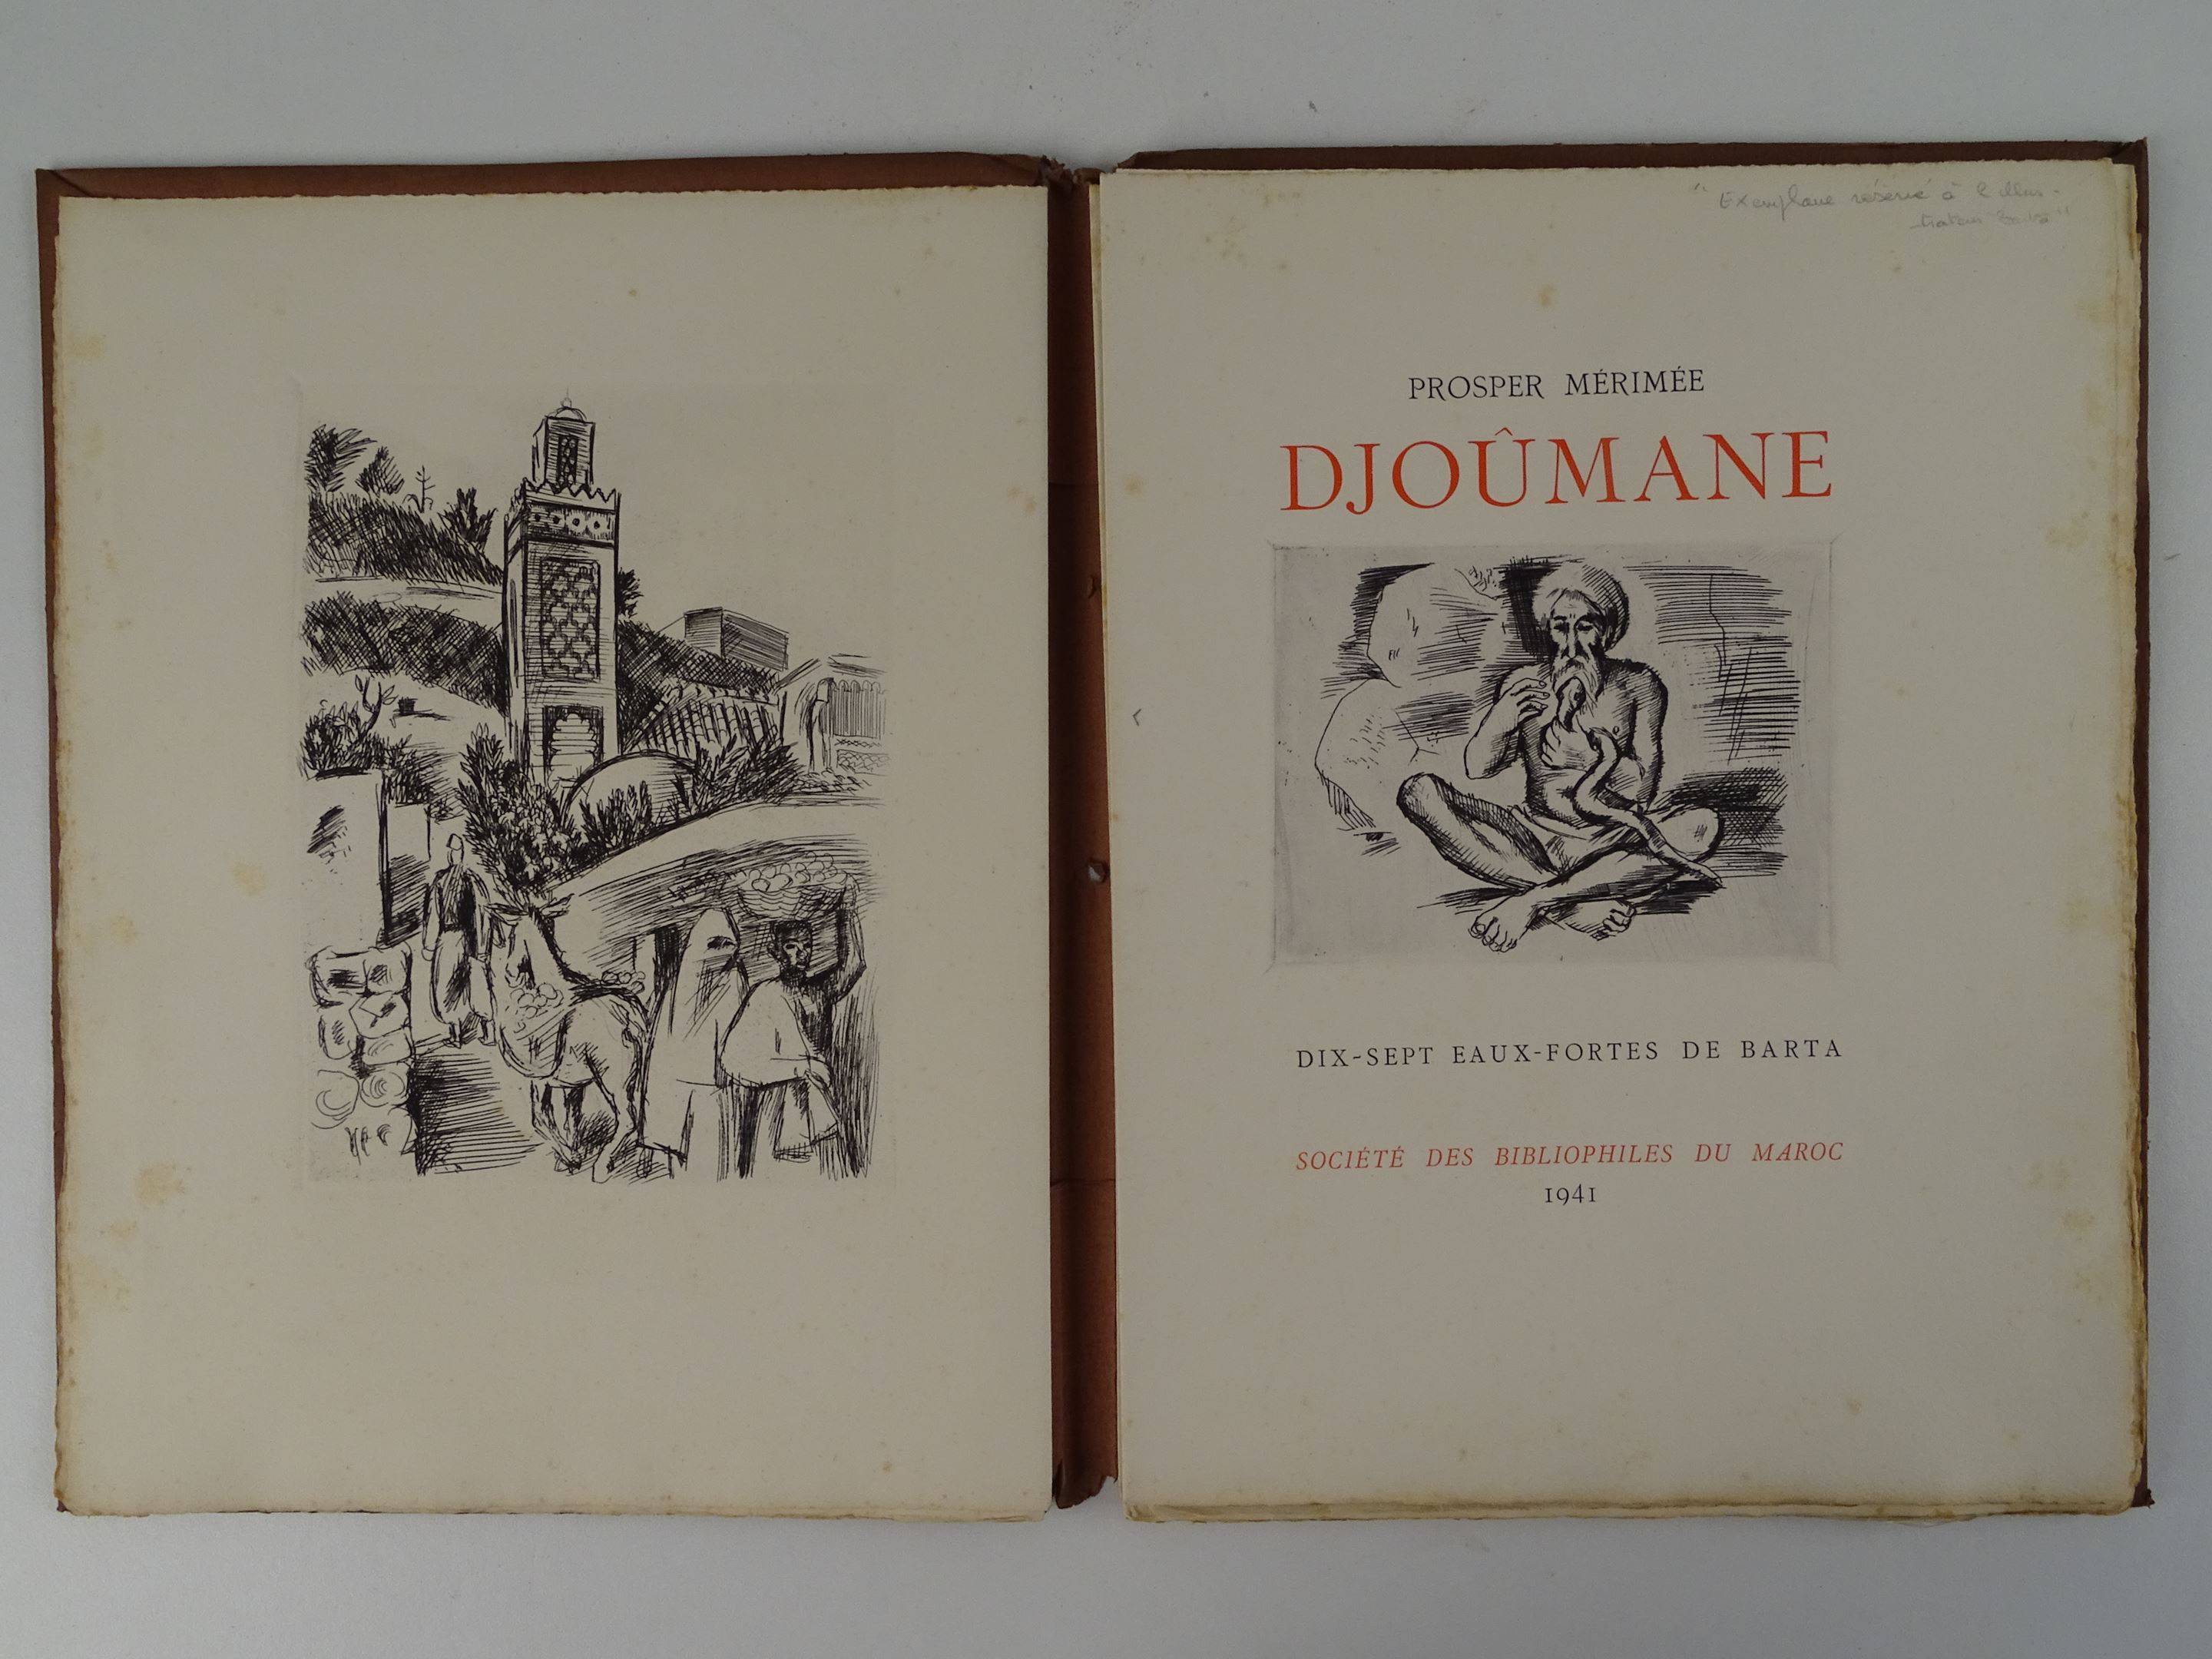 "Exemplaire réservé à l'illus-
-trateur Barta"
PROSPER MÉRIMÉE
DJOÛMANE
DIX-SEPT EAUX-FORTES DE BARTA
SOCIÉTÉ DES BIBLIOPHILES DU MAROC
1941